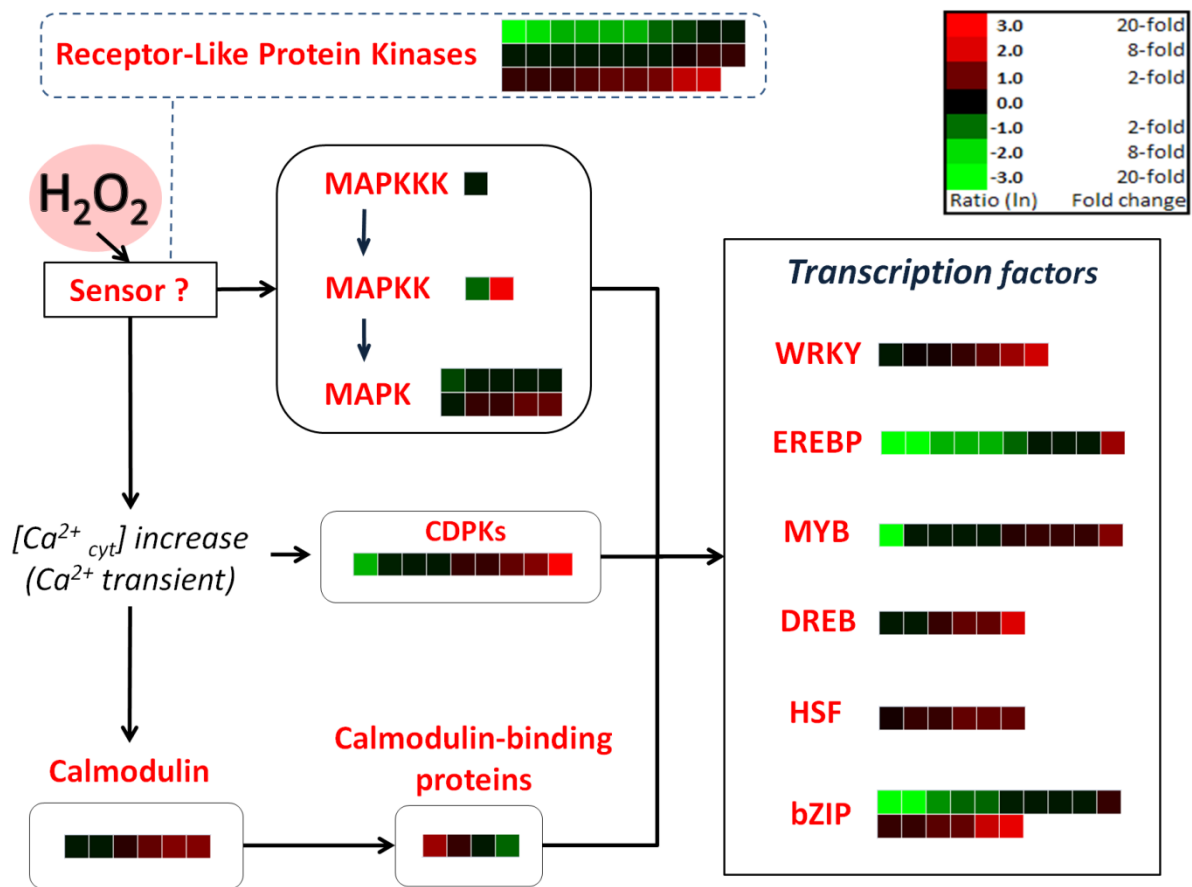 Receptor-Like Protein Kinases
3.0 20-fold
2.0 8-fold
1.0 2-fold
0.0
-1.0 2-fold
-2.0 8-fold
-3.0 20-fold
Ratio (ln) Fold change
H₂O₂
Sensor ?
MAPKKK
MAPKK
MAPK
[Ca²⁺ cyt] increase
(Ca²⁺ transient)
CDPKs
Calmodulin
Calmodulin-binding
proteins
Transcription factors
WRKY
EREBP
MYB
DREB
HSF
bZIP